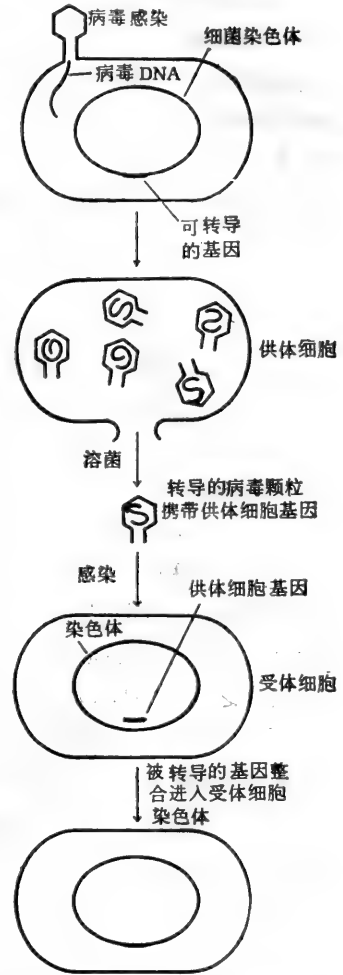 病毒感染
细菌染色体
病毒 DNA
可转导
的基因
供体细胞
溶菌
转导的病毒颗粒
携带供体细胞基因
感染
供体细胞基因
染色体
受体细胞
被转导的基因整
合进入受体细胞
染色体